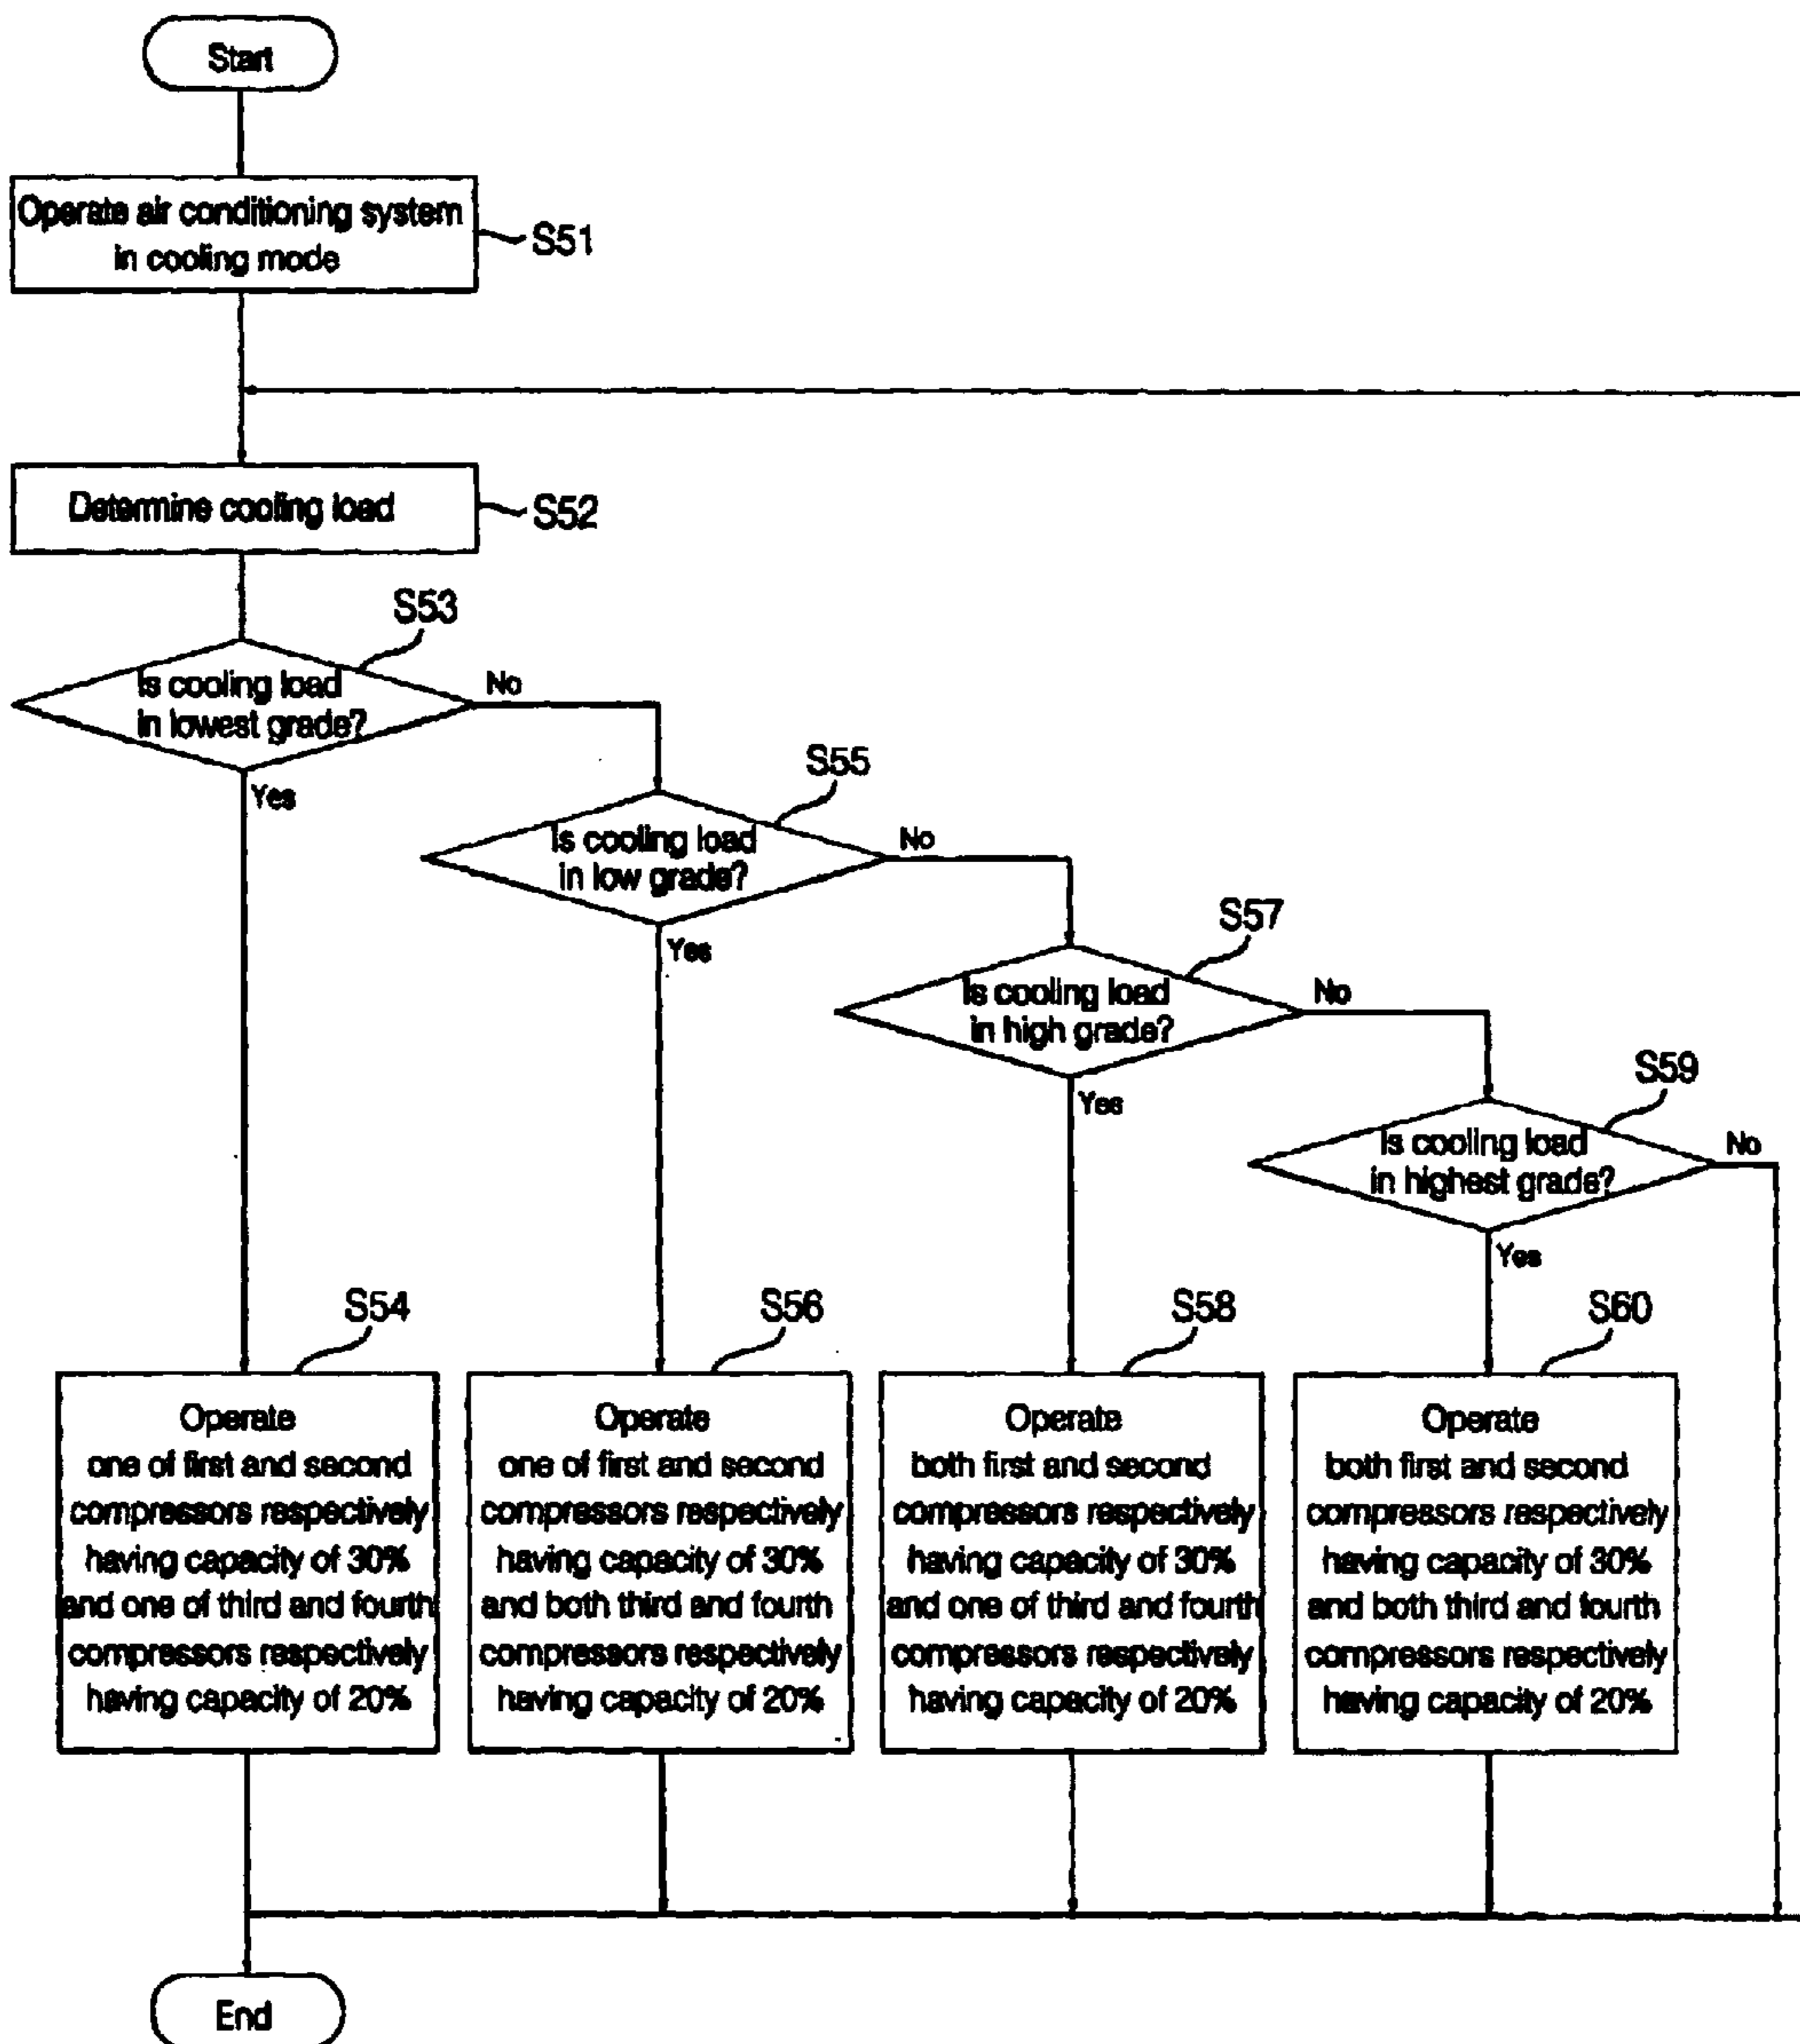 Start
Operate air conditioning system
in cooling mode
S51
Determine cooling load
S52
S53
Is cooling load
in lowest grade?
No
Yes
S55
Is cooling load
in low grade?
No
Yes
S57
Is cooling load
in high grade?
No
Yes
S59
Is cooling load
in highest grade?
No
Yes
S54
Operate
one of first and second
compressors respectively
having capacity of 30%
and one of third and fourth
compressors respectively
having capacity of 20%
S56
Operate
one of first and second
compressors respectively
having capacity of 30%
and both third and fourth
compressors respectively
having capacity of 20%
S58
Operate
both first and second
compressors respectively
having capacity of 30%
and one of third and fourth
compressors respectively
having capacity of 20%
S60
Operate
both first and second
compressors respectively
having capacity of 30%
and both third and fourth
compressors respectively
having capacity of 20%
End